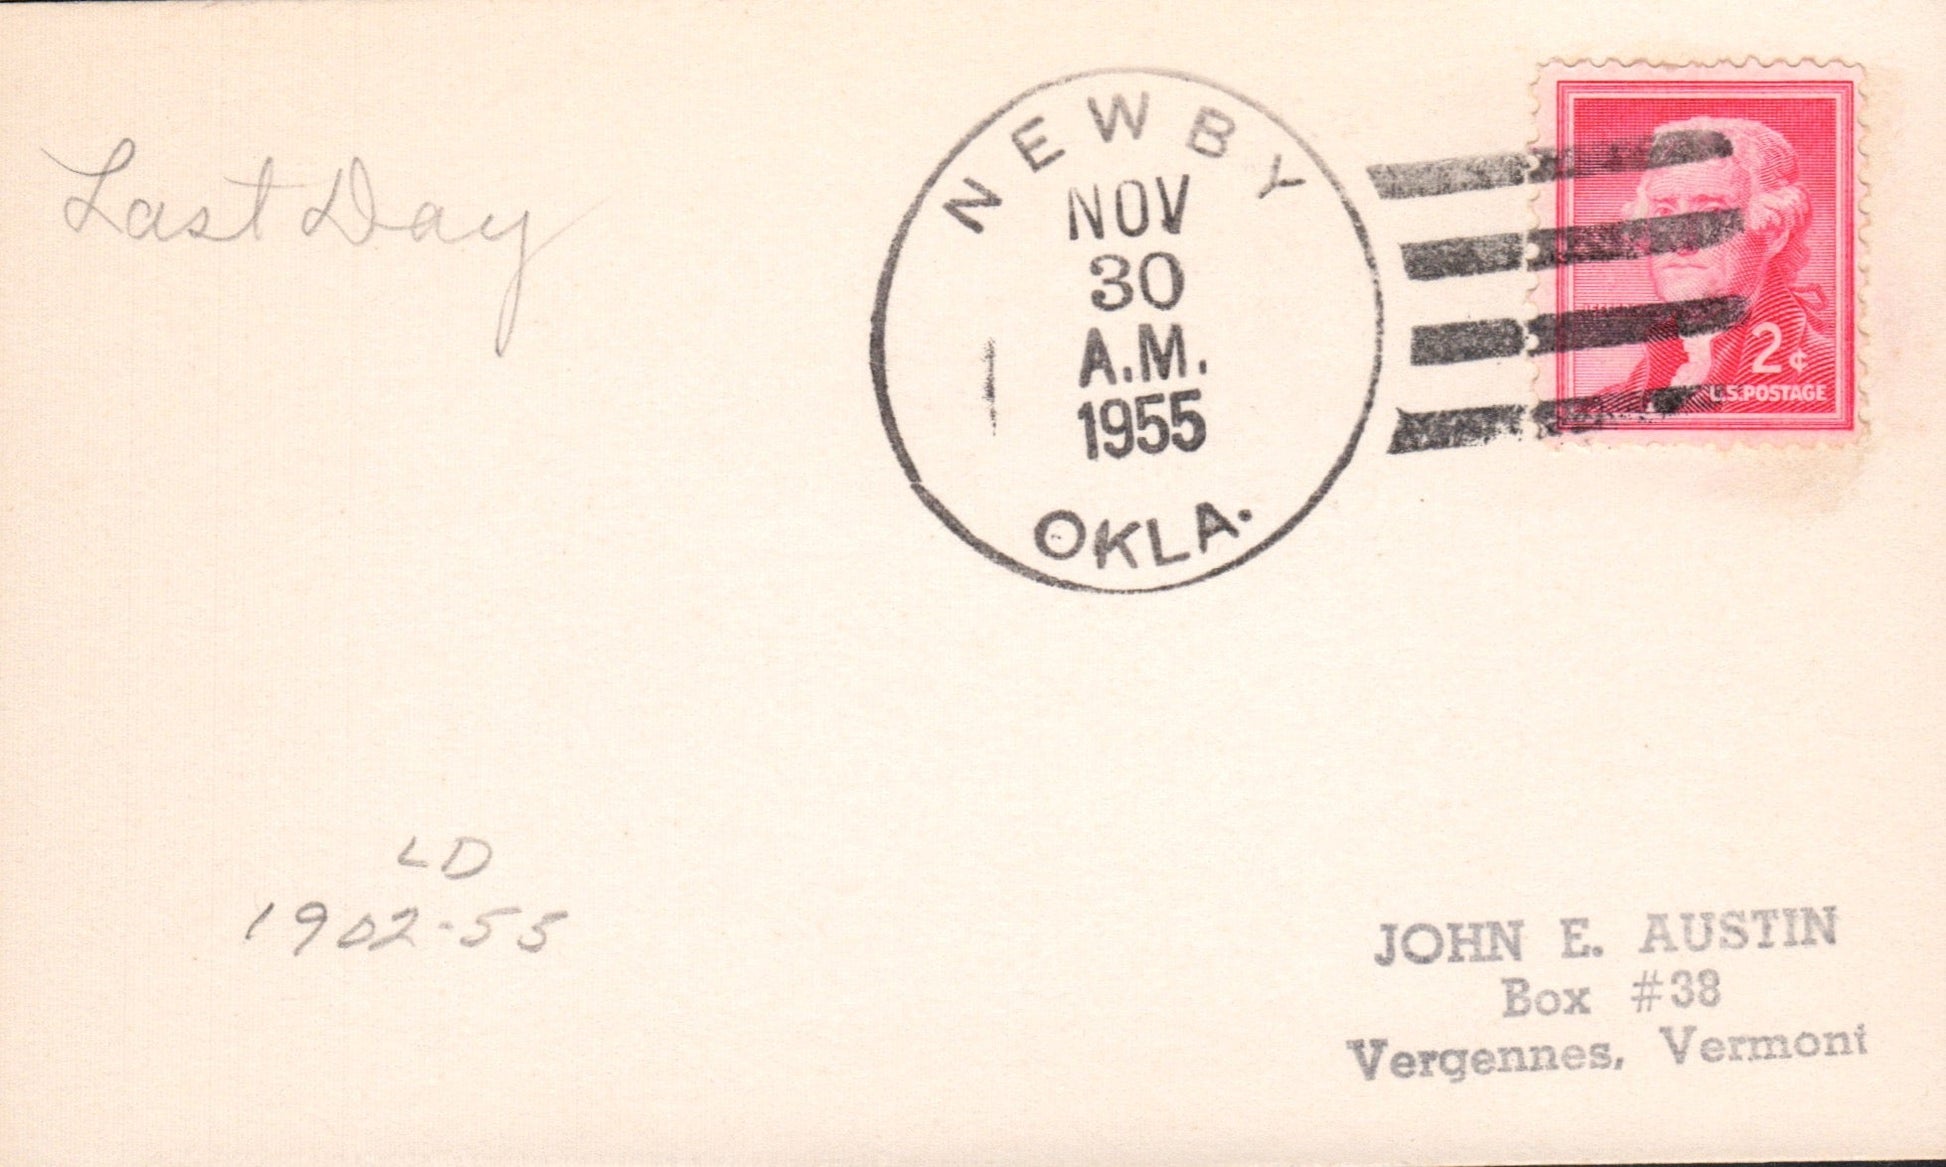 Last Day
NEWBY
NOV
30
A.M.
1955
OKLA.
2¢
U.S. POSTAGE
LD
1902-55
JOHN E. AUSTIN
Box #38
Vergennes, Vermont